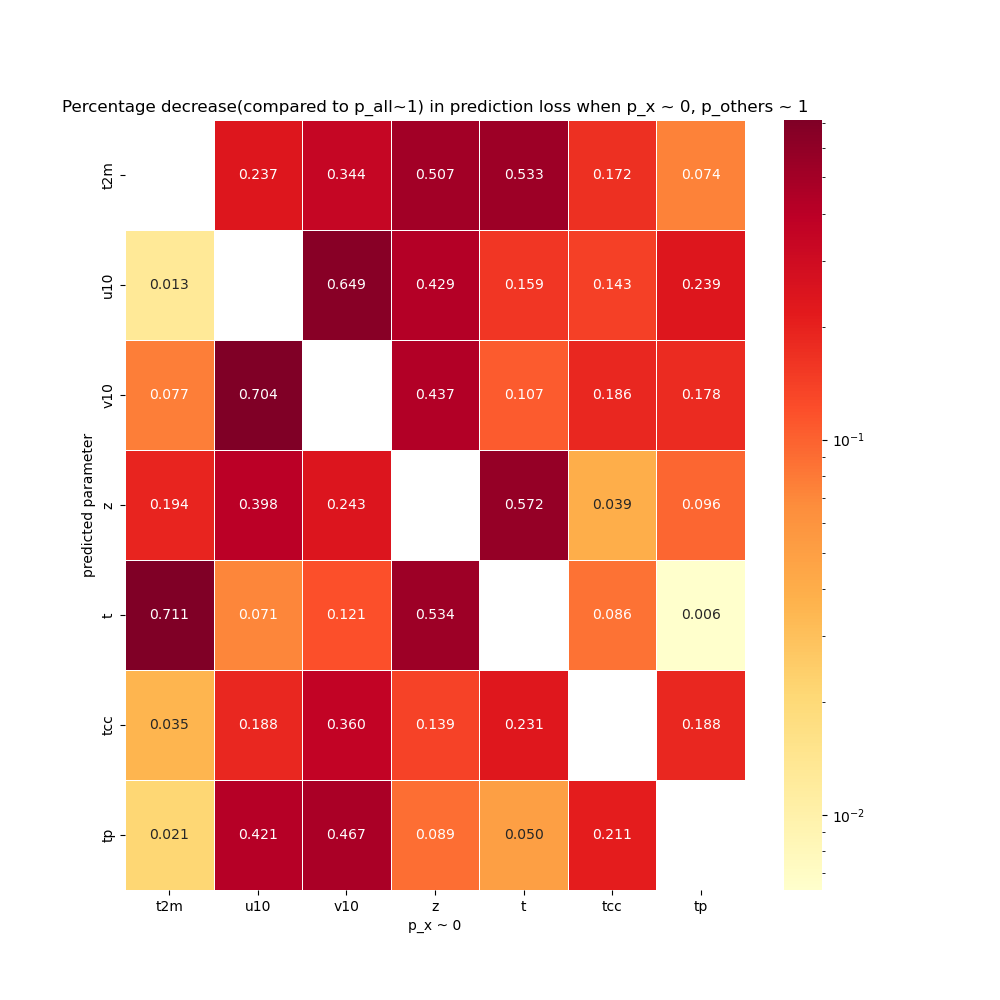 Percentage decrease(compared to p_all~1) in prediction loss when p_x ~ 0, p_others ~ 1
predicted parameter
t2m 0.237 0.344 0.507 0.533 0.172 0.074
u10 0.013 0.649 0.429 0.159 0.143 0.239
v10 0.077 0.704 0.437 0.107 0.186 0.178
z 0.194 0.398 0.243 0.572 0.039 0.096
t 0.711 0.071 0.121 0.534 0.086 0.006
tcc 0.035 0.188 0.360 0.139 0.231 0.188
tp 0.021 0.421 0.467 0.089 0.050 0.211
t2m u10 v10 z t tcc tp
p_x ~ 0
10⁻¹
10⁻²